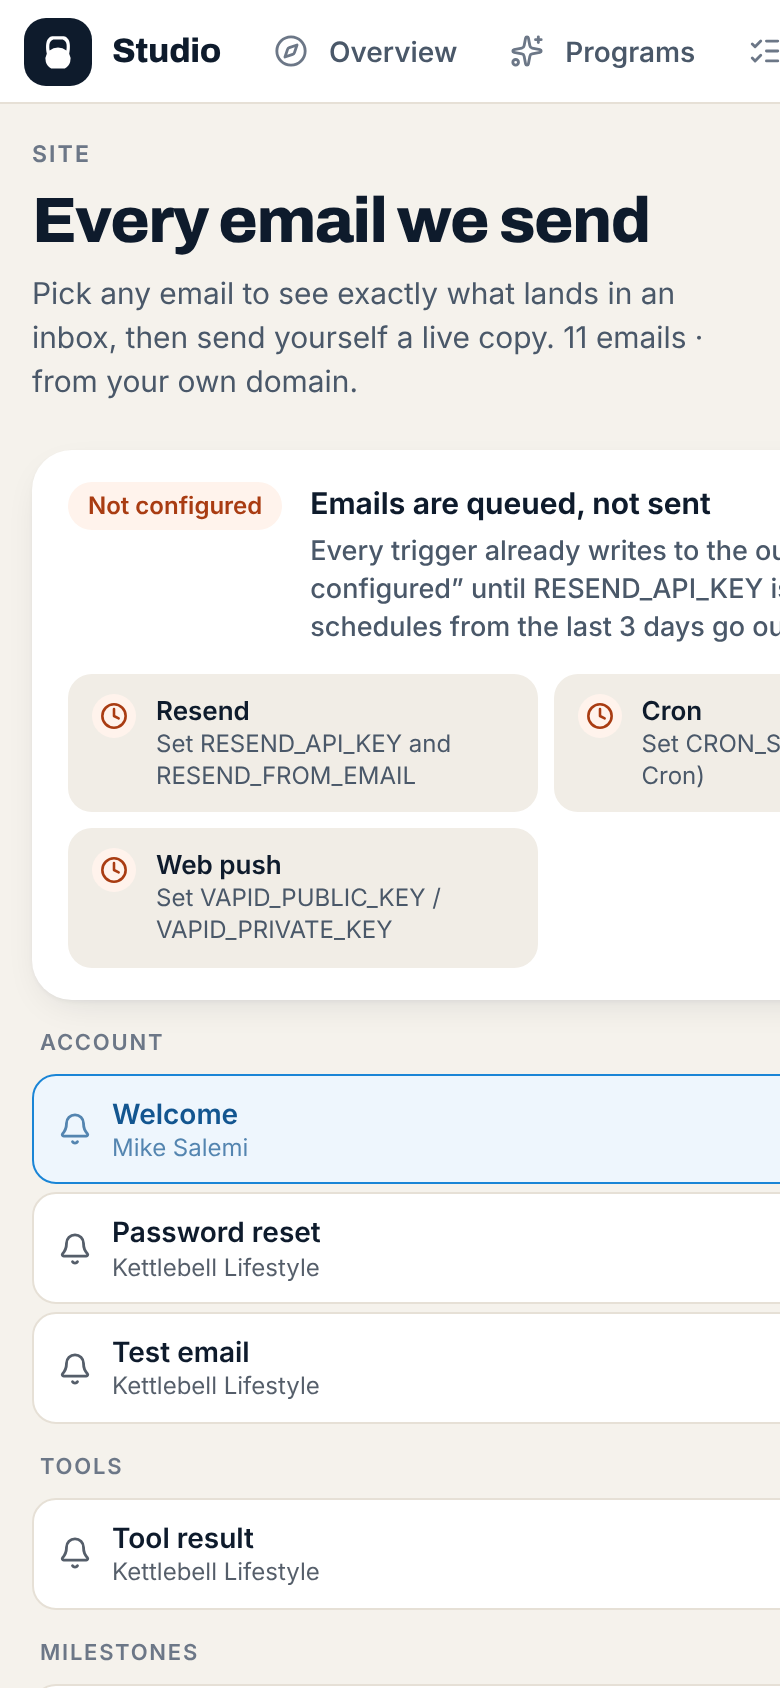 Studio
Overview
Programs
SITE
Every email we send
Pick any email to see exactly what lands in an
inbox, then send yourself a live copy. 11 emails ·
from your own domain.
Not configured
Emails are queued, not sent
Every trigger already writes to the
configured” until RESEND_API_KEY
schedules from the last 3 days go
Resend
Set RESEND_API_KEY and
RESEND_FROM_EMAIL
Cron
Set
Cron)
Web push
Set VAPID_PUBLIC_KEY /
VAPID_PRIVATE_KEY
ACCOUNT
Welcome
Mike Salemi
Password reset
Kettlebell Lifestyle
Test email
Kettlebell Lifestyle
TOOLS
Tool result
Kettlebell Lifestyle
MILESTONES